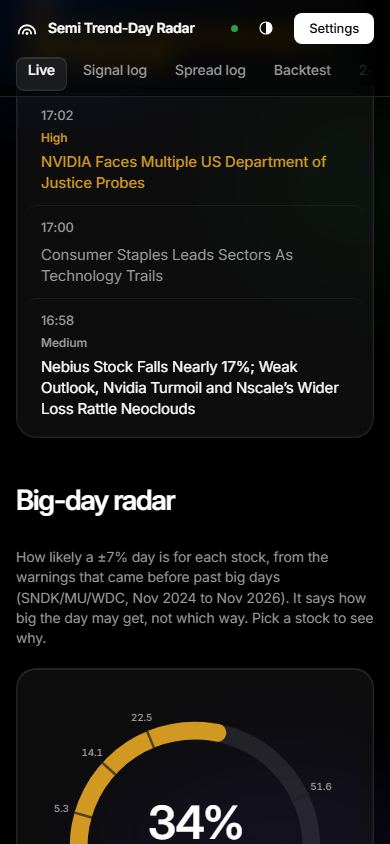 Semi Trend-Day Radar
Settings
Live
Signal log
Spread log
Backtest
17:02
High
NVIDIA Faces Multiple US Department of
Justice Probes
17:00
Consumer Staples Leads Sectors As
Technology Trails
16:58
Medium
Nebius Stock Falls Nearly 17%; Weak
Outlook, Nvidia Turmoil and Nscale's Wider
Loss Rattle Neoclouds
Big-day radar
How likely a ±7% day is for each stock, from the
warnings that came before past big days
(SNDK/MU/WDC, Nov 2024 to Nov 2026). It says how
big the day may get, not which way. Pick a stock to see
why.
22.5
14.1
51.6
5.3
34%